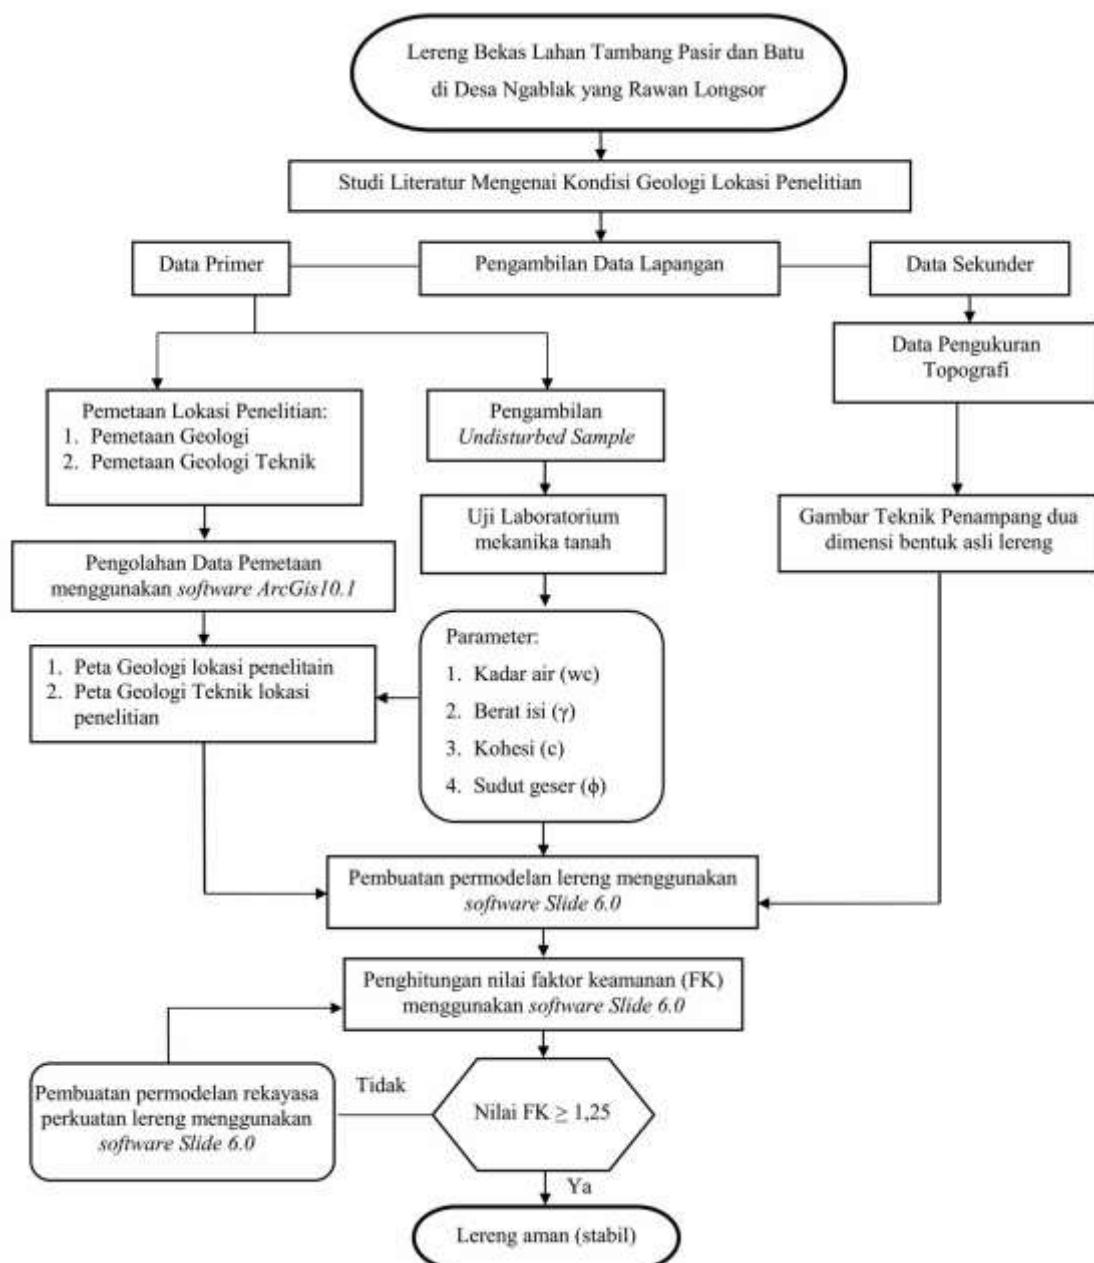 Lereng Bekas Lahan Tambang Pasir dan Batu
di Desa Ngablak yang Rawan Longsor
Studi Literatur Mengenai Kondisi Geologi Lokasi Penelitian
Data Primer
Pengambilan Data Lapangan
Data Sekunder
Data Pengukuran
Topografi
Pemetaan Lokasi Penelitian:
1. Pemetaan Geologi
2. Pemetaan Geologi Teknik
Pengambilan
Undisturbed Sample
Uji Laboratorium
mekanika tanah
Gambar Teknik Penampang dua
dimensi bentuk asli lereng
Pengolahan Data Pemetaan
menggunakan software ArcGis10.1
1. Peta Geologi lokasi penelitain
2. Peta Geologi Teknik lokasi
penelitian
Parameter:
1. Kadar air (wc)
2. Berat isi (γ)
3. Kohesi (c)
4. Sudut geser (ϕ)
Pembuatan permodelan lereng menggunakan
software Slide 6.0
Penghitungan nilai faktor keamanan (FK)
menggunakan software Slide 6.0
Pembuatan permodelan rekayasa
perkuatan lereng menggunakan
software Slide 6.0
Tidak
Nilai FK ≥ 1,25
Ya
Lereng aman (stabil)